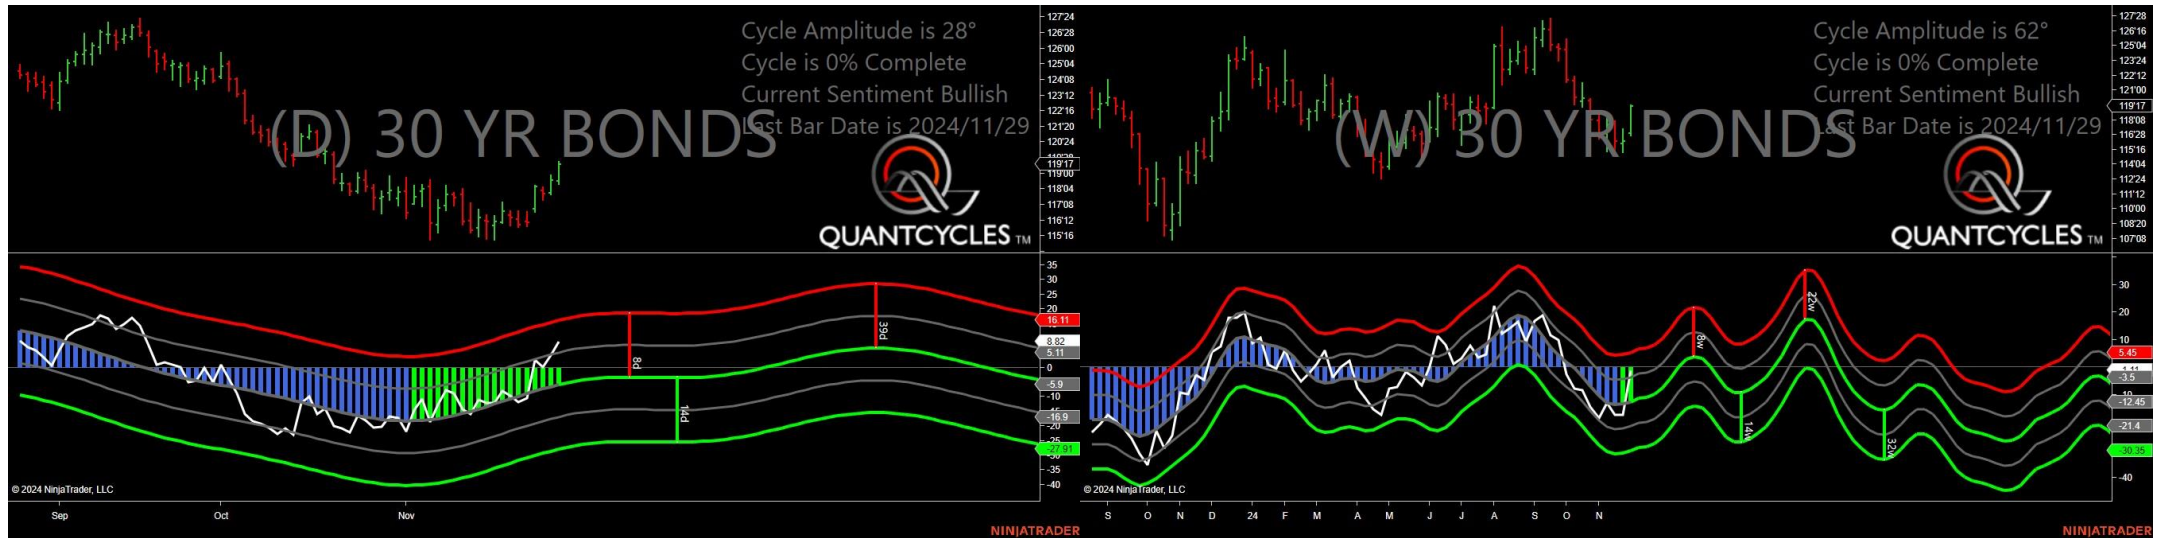 Cycle Amplitude is 28°
Cycle is 0% Complete
Current Sentiment Bullish
Last Bar Date is 2024/11/29
(D) 30 YR BONDS
QUANTCYCLES TM
127'24
126'28
126'00
125'04
124'08
123'12
122'16
121'20
120'24
119'17
119'00
118'04
117'08
116'12
115'16
35
30
25
20
16.11
8.82
5.11
0
-5.9
-10
-16.9
-20
-25
-27.91
-35
-40
8d
14d
39d
© 2024 NinjaTrader, LLC
Sep Oct Nov
NINJATRADER
Cycle Amplitude is 62°
Cycle is 0% Complete
Current Sentiment Bullish
Last Bar Date is 2024/11/29
(W) 30 YR BONDS
QUANTCYCLES TM
127'28
126'16
125'04
123'24
122'12
121'00
119'17
118'08
116'28
115'16
114'04
112'24
111'12
110'00
108'20
107'08
30
20
10
5.45
-3.5
-12.45
-21.4
-30.35
-40
8w
14w
22w
32w
© 2024 NinjaTrader, LLC
S O N D 24 F M A M J J A S O N
NINJATRADER